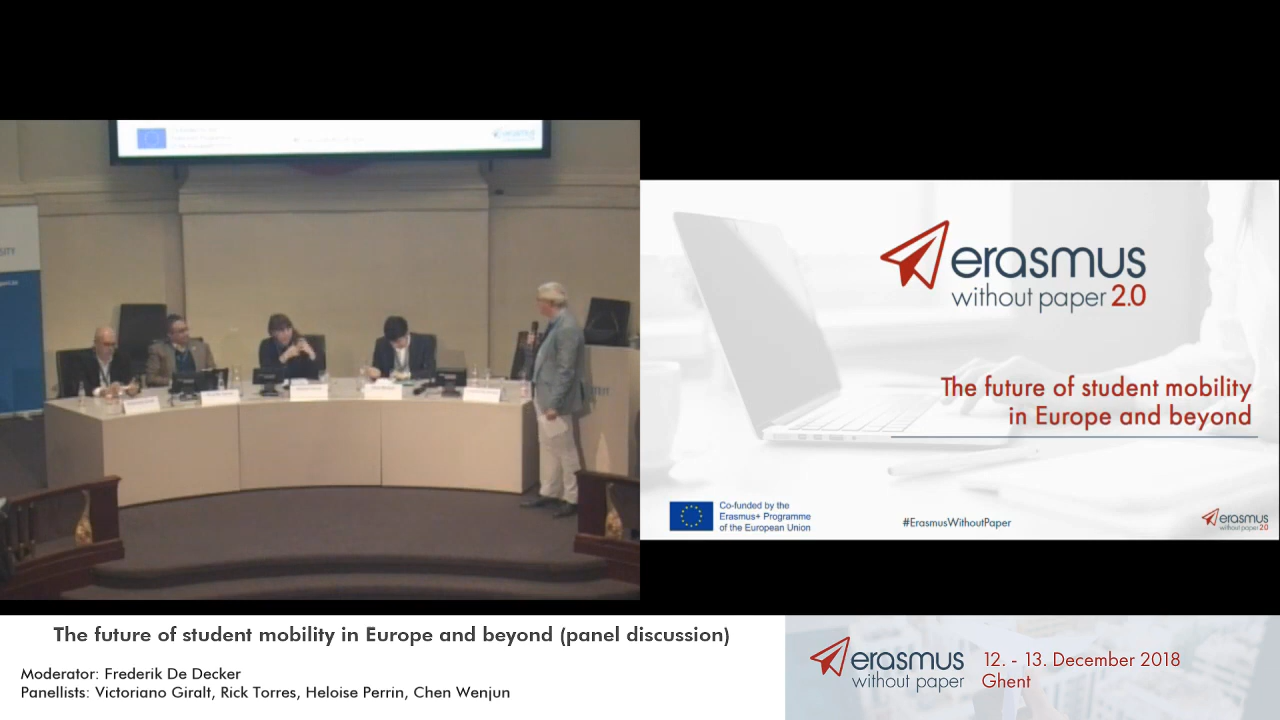 SITY
erasmus
without paper 2.0
The future of student mobility
in Europe and beyond
Co-funded by the
Erasmus+ Programme
of the European Union
#ErasmusWithoutPaper
erasmus
without paper 2.0
The future of student mobility in Europe and beyond (panel discussion)
Moderator: Frederik De Decker
Panellists: Victoriano Giralt, Rick Torres, Heloise Perrin, Chen Wenjun
erasmus
without paper
12. - 13. December 2018
Ghent